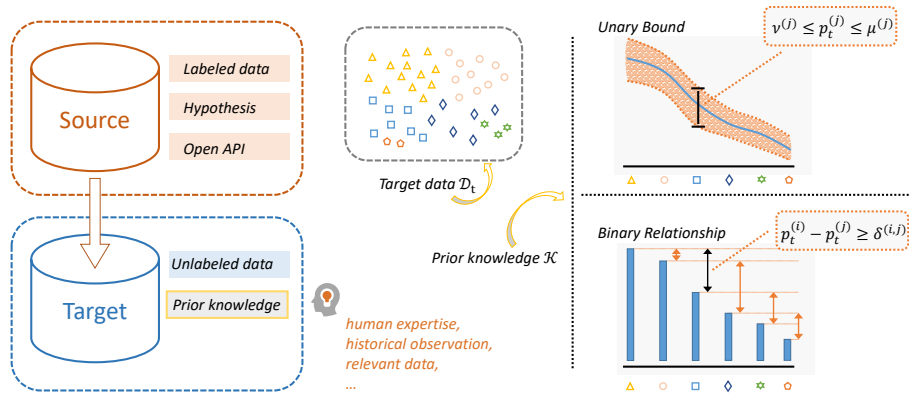 Source
Labeled data
Hypothesis
Open API
Target
Unlabeled data
Prior knowledge
human expertise,
historical observation,
relevant data,
...
Target data 𝒟ₜ
Prior knowledge 𝒦
Unary Bound
ν⁽ʲ⁾ ≤ pₜ⁽ʲ⁾ ≤ μ⁽ʲ⁾
Binary Relationship
pₜ⁽ⁱ⁾ − pₜ⁽ʲ⁾ ≥ δ⁽ⁱ,ʲ⁾